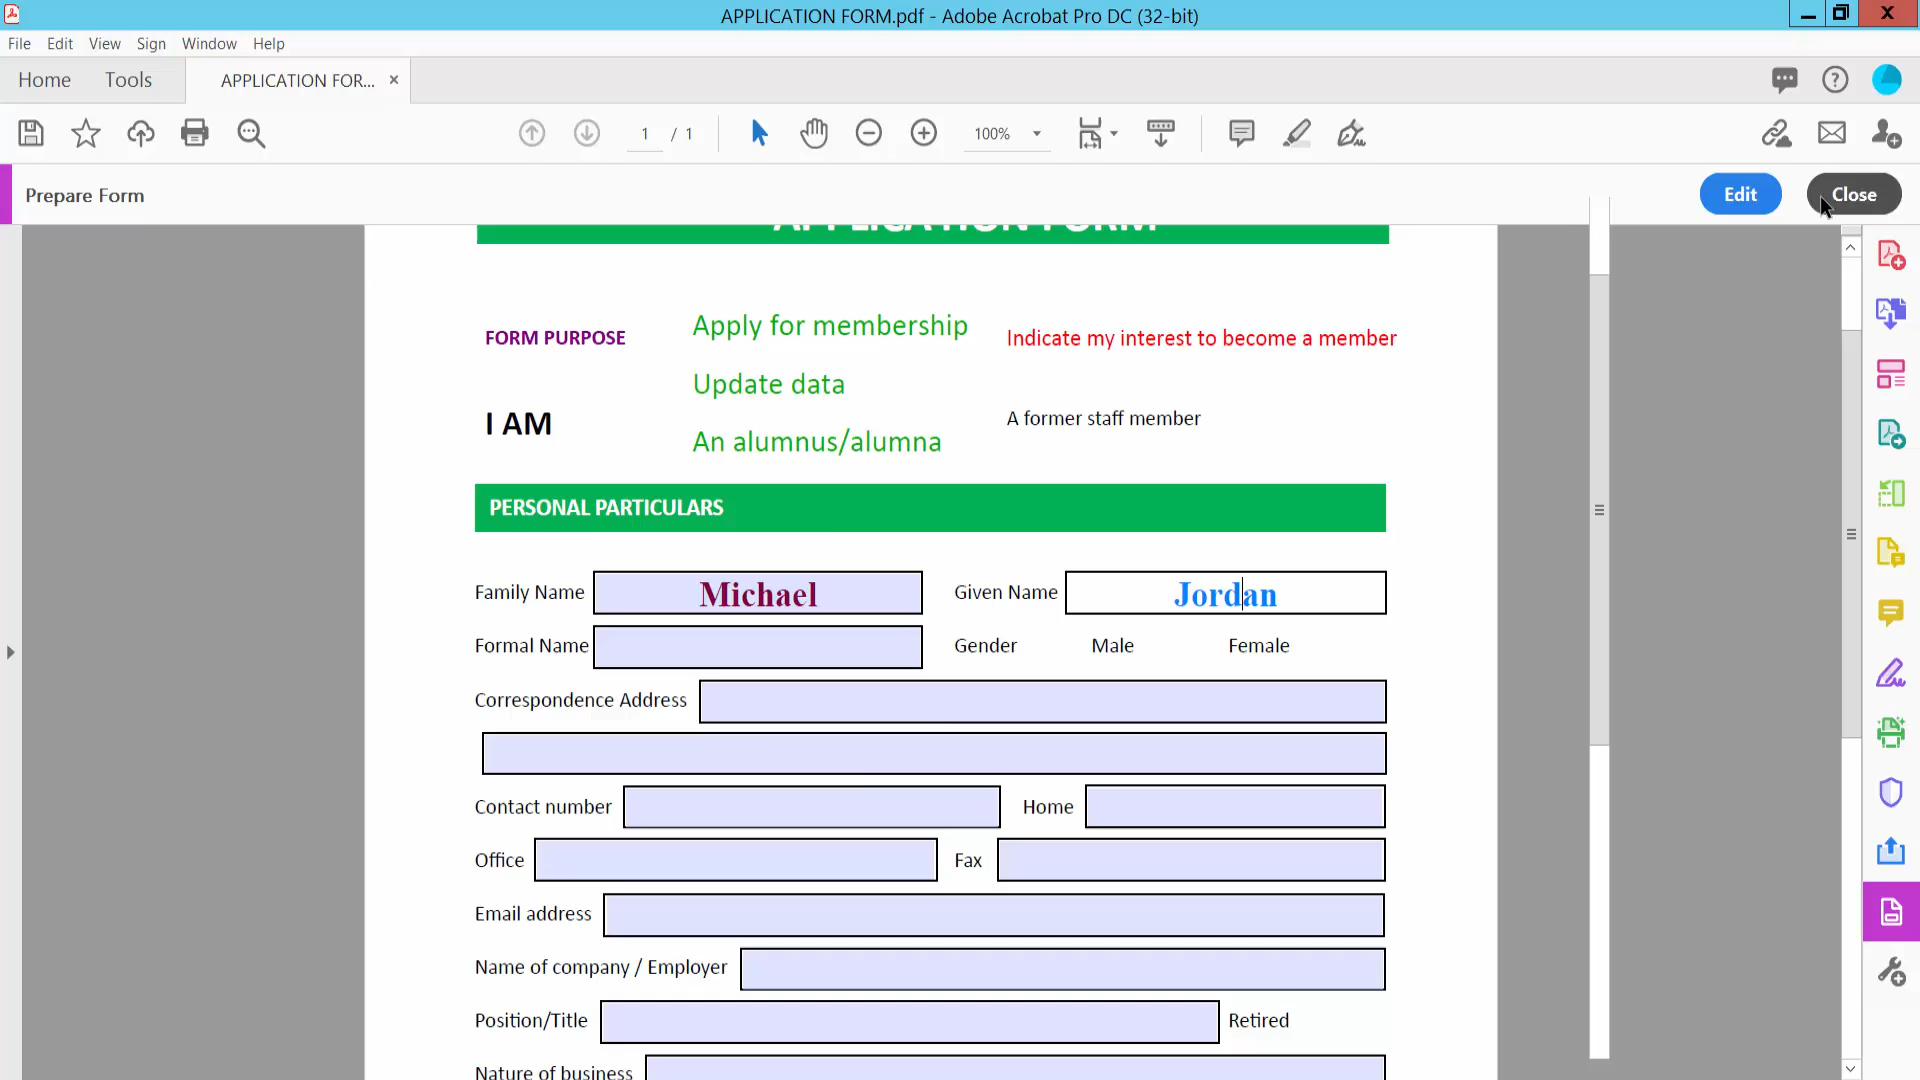 APPLICATION FORM.pdf - Adobe Acrobat Pro DC (32-bit)
File Edit View Sign Window Help
Home Tools APPLICATION FOR... ×
1 / 1 100%
Prepare Form Edit Close
APPLICATION FORM
FORM PURPOSE Apply for membership Indicate my interest to become a member
Update data
I AM A former staff member
An alumnus/alumna
PERSONAL PARTICULARS
Family Name Michael Given Name Jordan
Formal Name Gender Male Female
Correspondence Address
Contact number Home
Office Fax
Email address
Name of company / Employer
Position/Title Retired
Nature of business